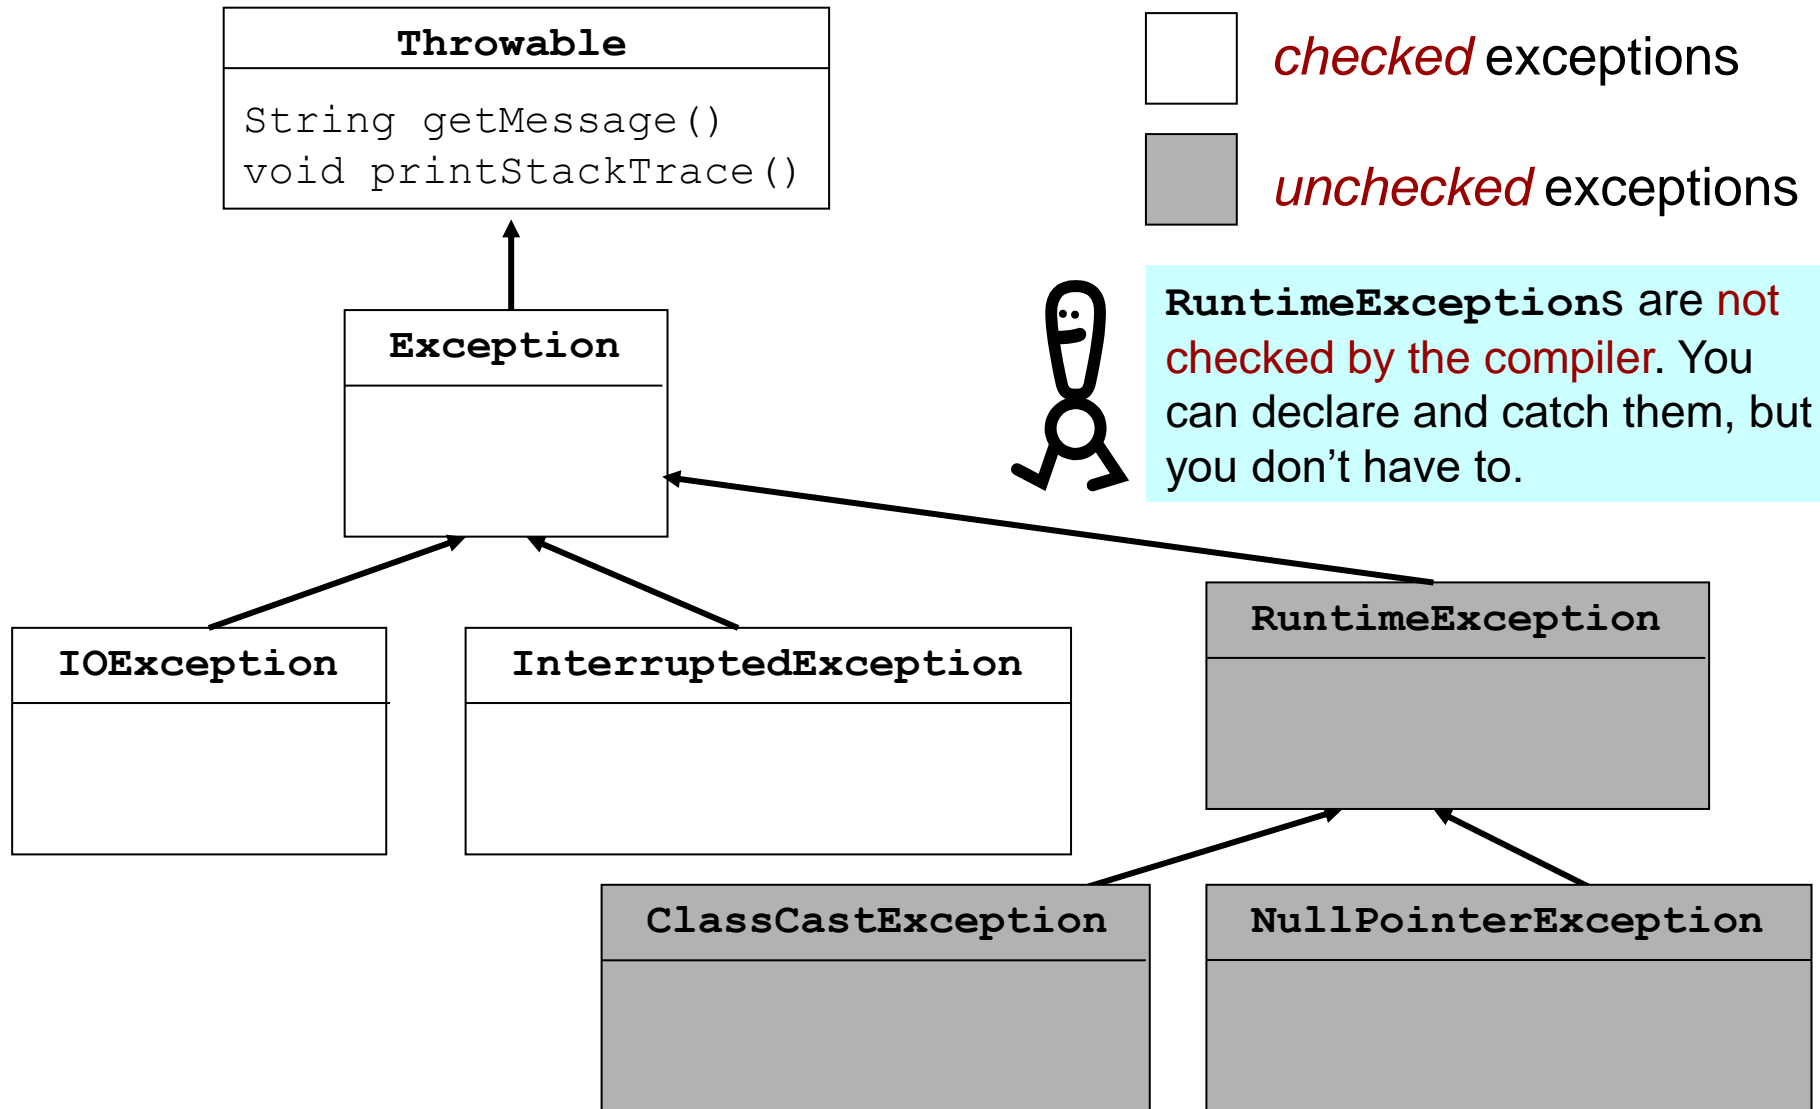 Throwable
String getMessage()
void printStackTrace()
checked exceptions
unchecked exceptions
RuntimeExceptions are not
checked by the compiler. You
can declare and catch them, but
you don’t have to.
Exception
IOException
InterruptedException
RuntimeException
ClassCastException
NullPointerException